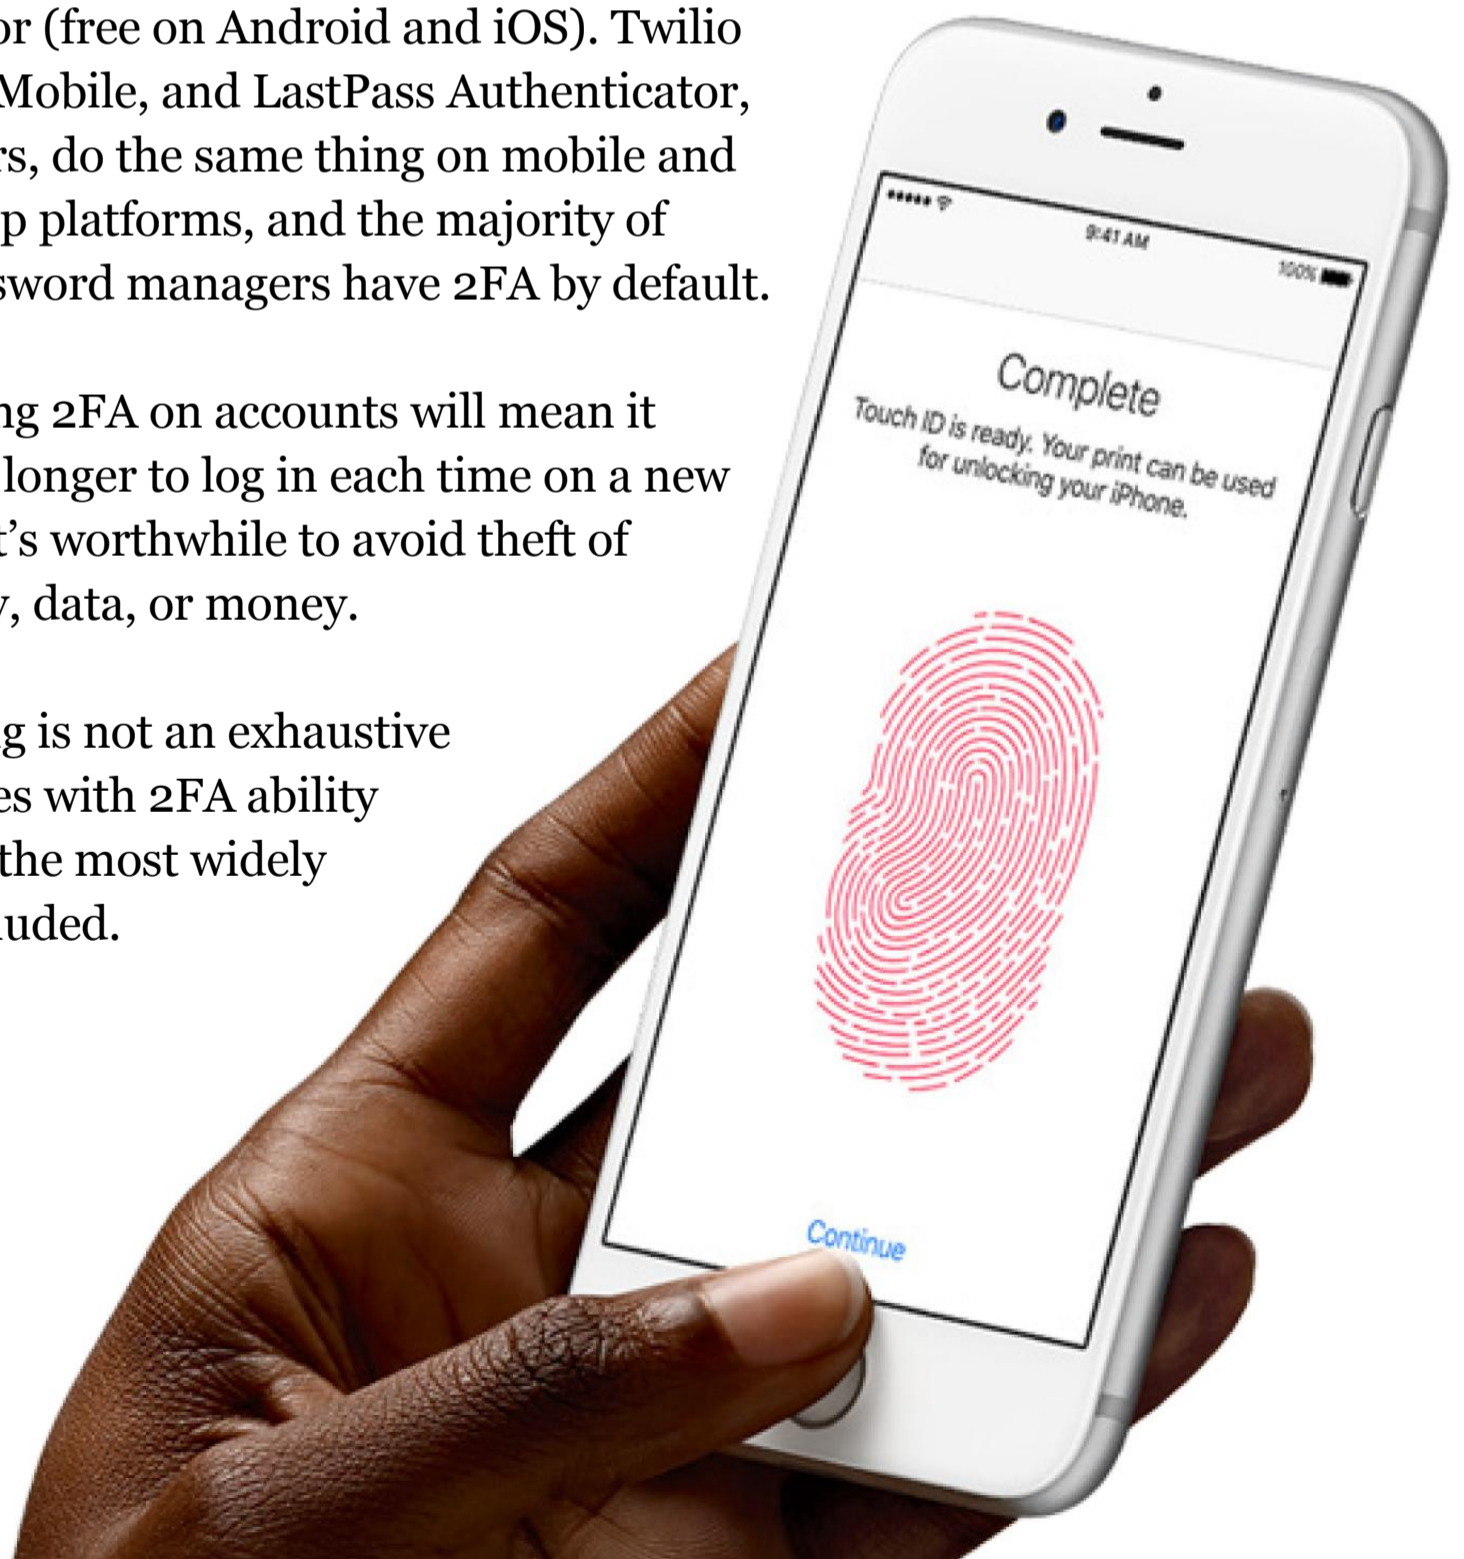 or (free on Android and iOS). Twilio
Mobile, and LastPass Authenticator,
rs, do the same thing on mobile and
p platforms, and the majority of
sword managers have 2FA by default.
ng 2FA on accounts will mean it
longer to log in each time on a new
t’s worthwhile to avoid theft of
y, data, or money.
g is not an exhaustive
es with 2FA ability
the most widely
luded.
9:41 AM
100%
Complete
Touch ID is ready. Your print can be used
for unlocking your iPhone.
Continue